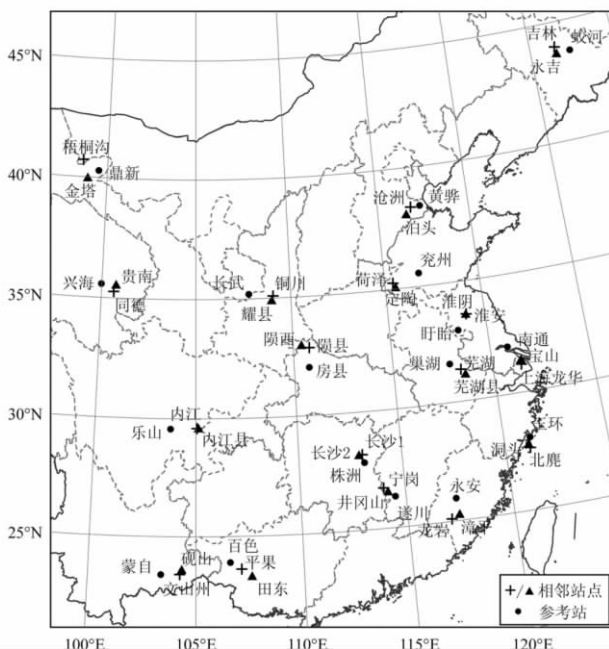 45°N
吉林
蛟河
永吉
梧桐沟
鼎新
金塔
40°N
沧州
黄骅
泊头
兴海
贵南
同德
35°N
长武
铜川
耀县
兖州
菏泽
定陶
淮阴
淮安
盱眙
郧西
郧县
房县
南通
宝山
上海龙华
巢湖
芜湖
芜湖县
30°N
内江
乐山
内江县
长沙1
长沙2
株洲
玉环
洞头
北麂
宁岗
井冈山
遂川
永安
龙岩
漳平
25°N
百色
平果
砚山
蒙自
文山州
田东
+/▲ 相邻站点
● 参考站
100°E 105°E 110°E 115°E 120°E